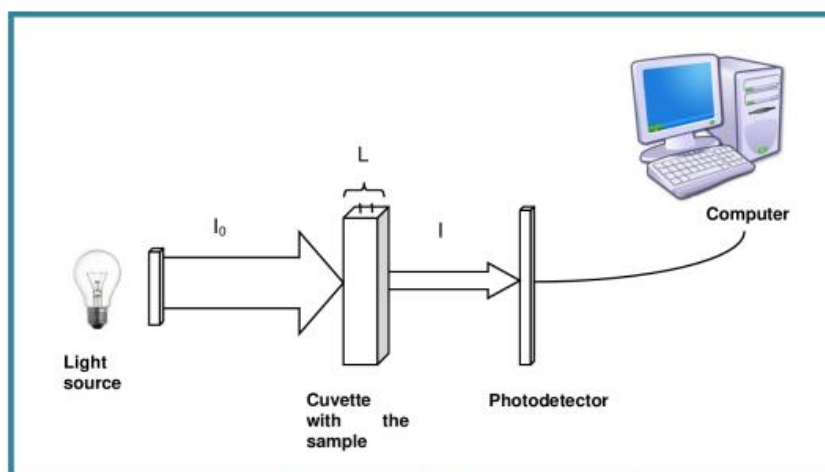 L
I₀
I
Computer
Light
source
Cuvette
with the
sample
Photodetector